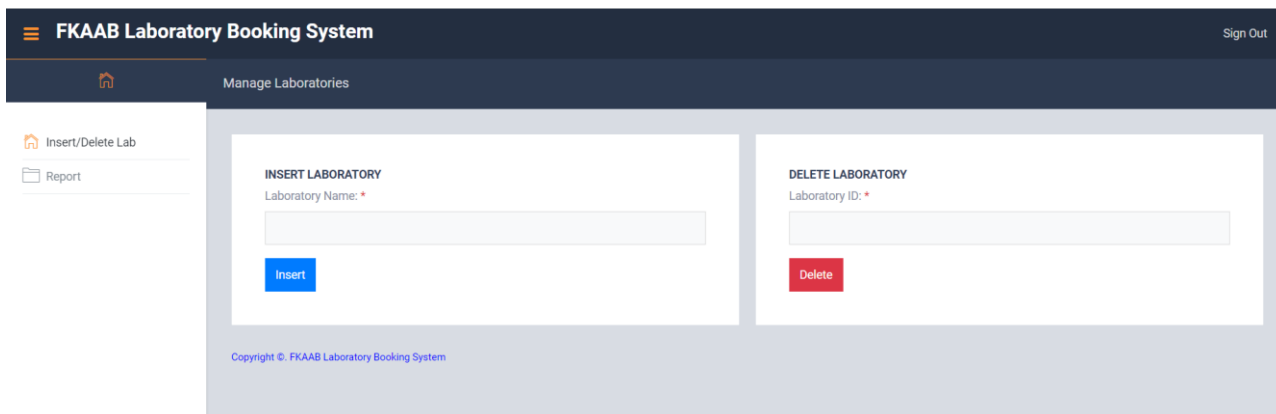 FKAAB Laboratory Booking System
Sign Out
Manage Laboratories
Insert/Delete Lab
Report
INSERT LABORATORY
Laboratory Name: *
Insert
DELETE LABORATORY
Laboratory ID: *
Delete
Copyright ©. FKAAB Laboratory Booking System